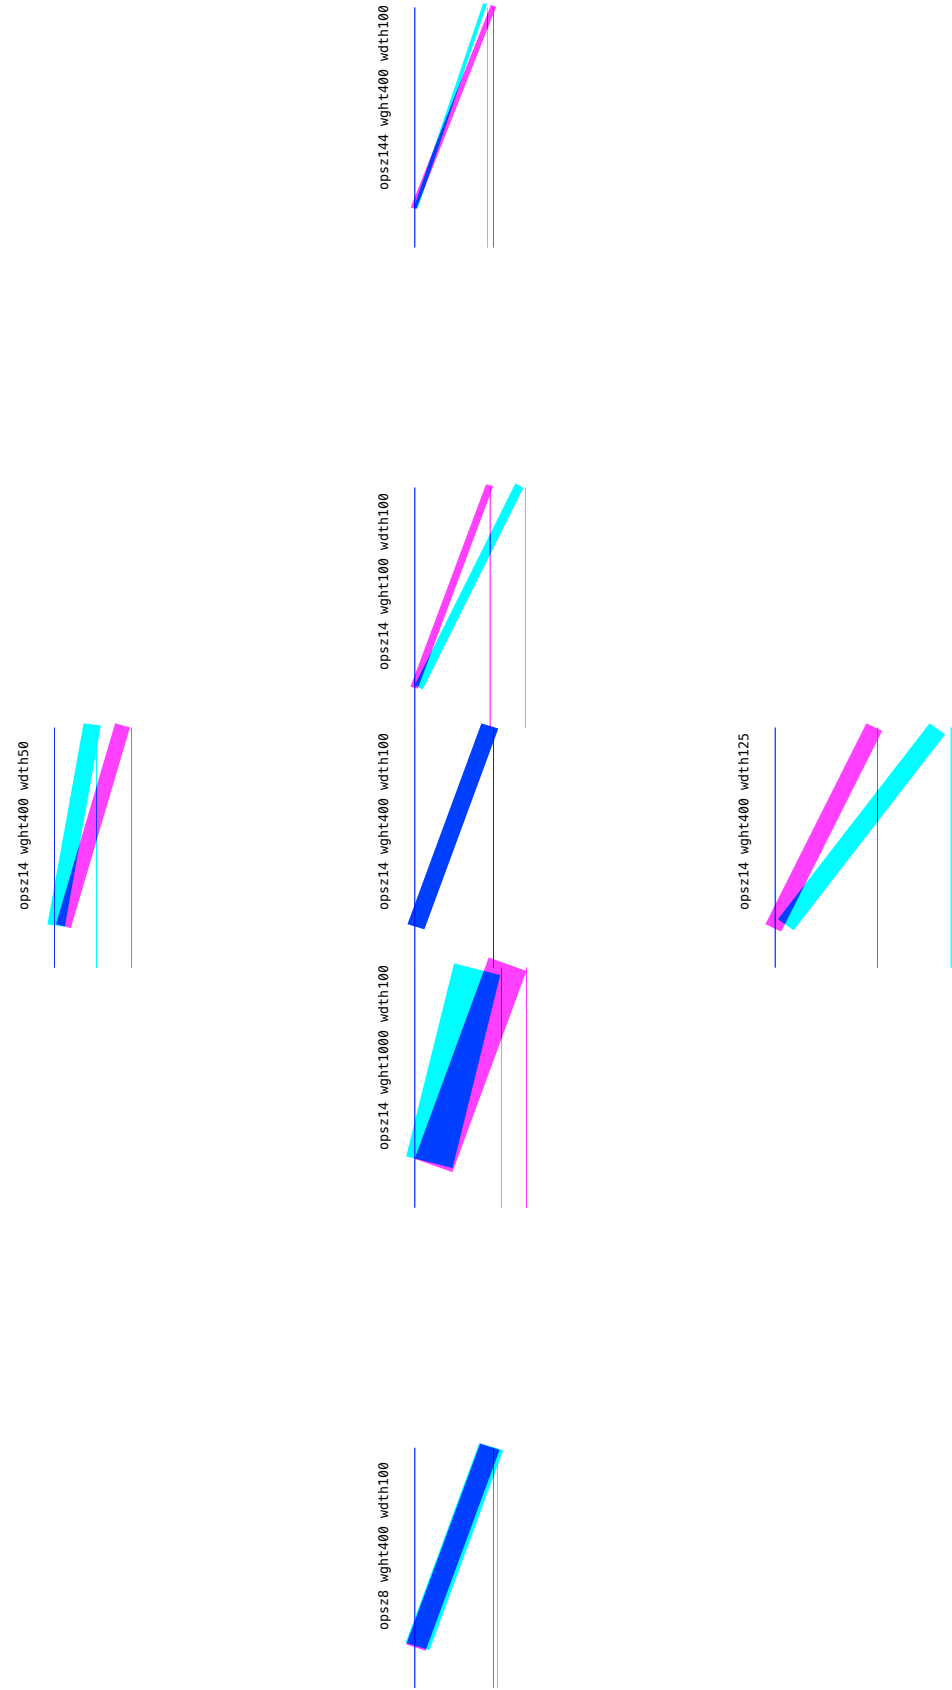 opsz144 wght400 wdth100
opsz14 wght100 wdth100
opsz14 wght400 wdth50
opsz14 wght400 wdth100
opsz14 wght400 wdth125
opsz14 wght1000 wdth100
opsz8 wght400 wdth100